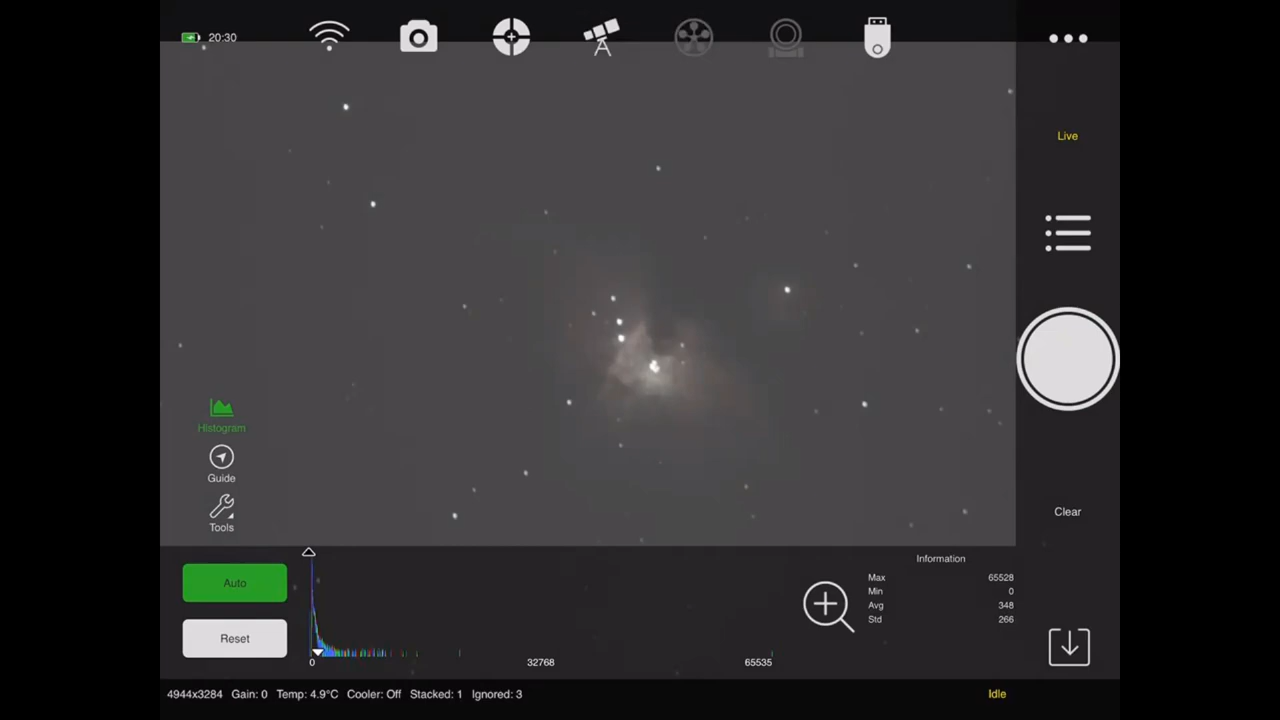 20:30
Live
Histogram
Guide
Tools
Clear
Auto
Reset
0
32768
65535
Information
Max 65528
Min 0
Avg 348
Std 266
4944x3284 Gain: 0 Temp: 4.9°C Cooler: Off Stacked: 1 Ignored: 3
Idle